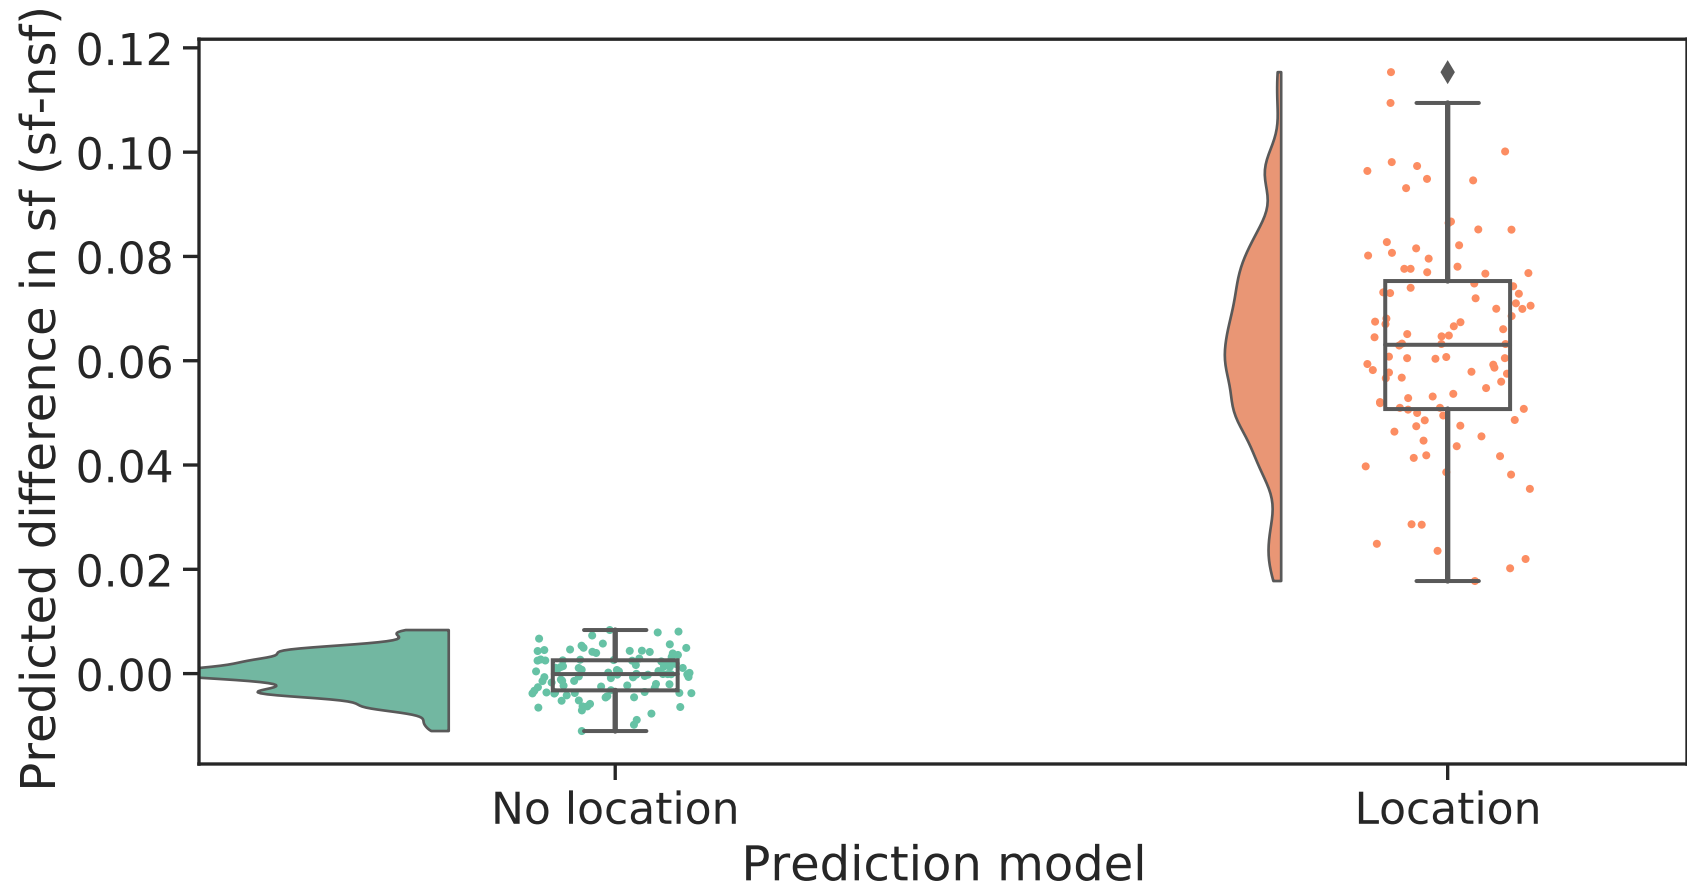 Predicted difference in sf (sf-nsf)
0.12
0.10
0.08
0.06
0.04
0.02
0.00
No location
Location
Prediction model